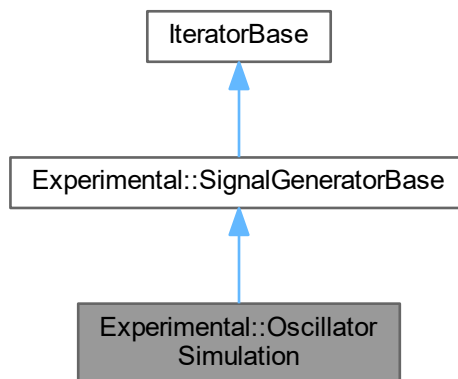 IteratorBase
Experimental::SignalGeneratorBase
Experimental::Oscillator
Simulation